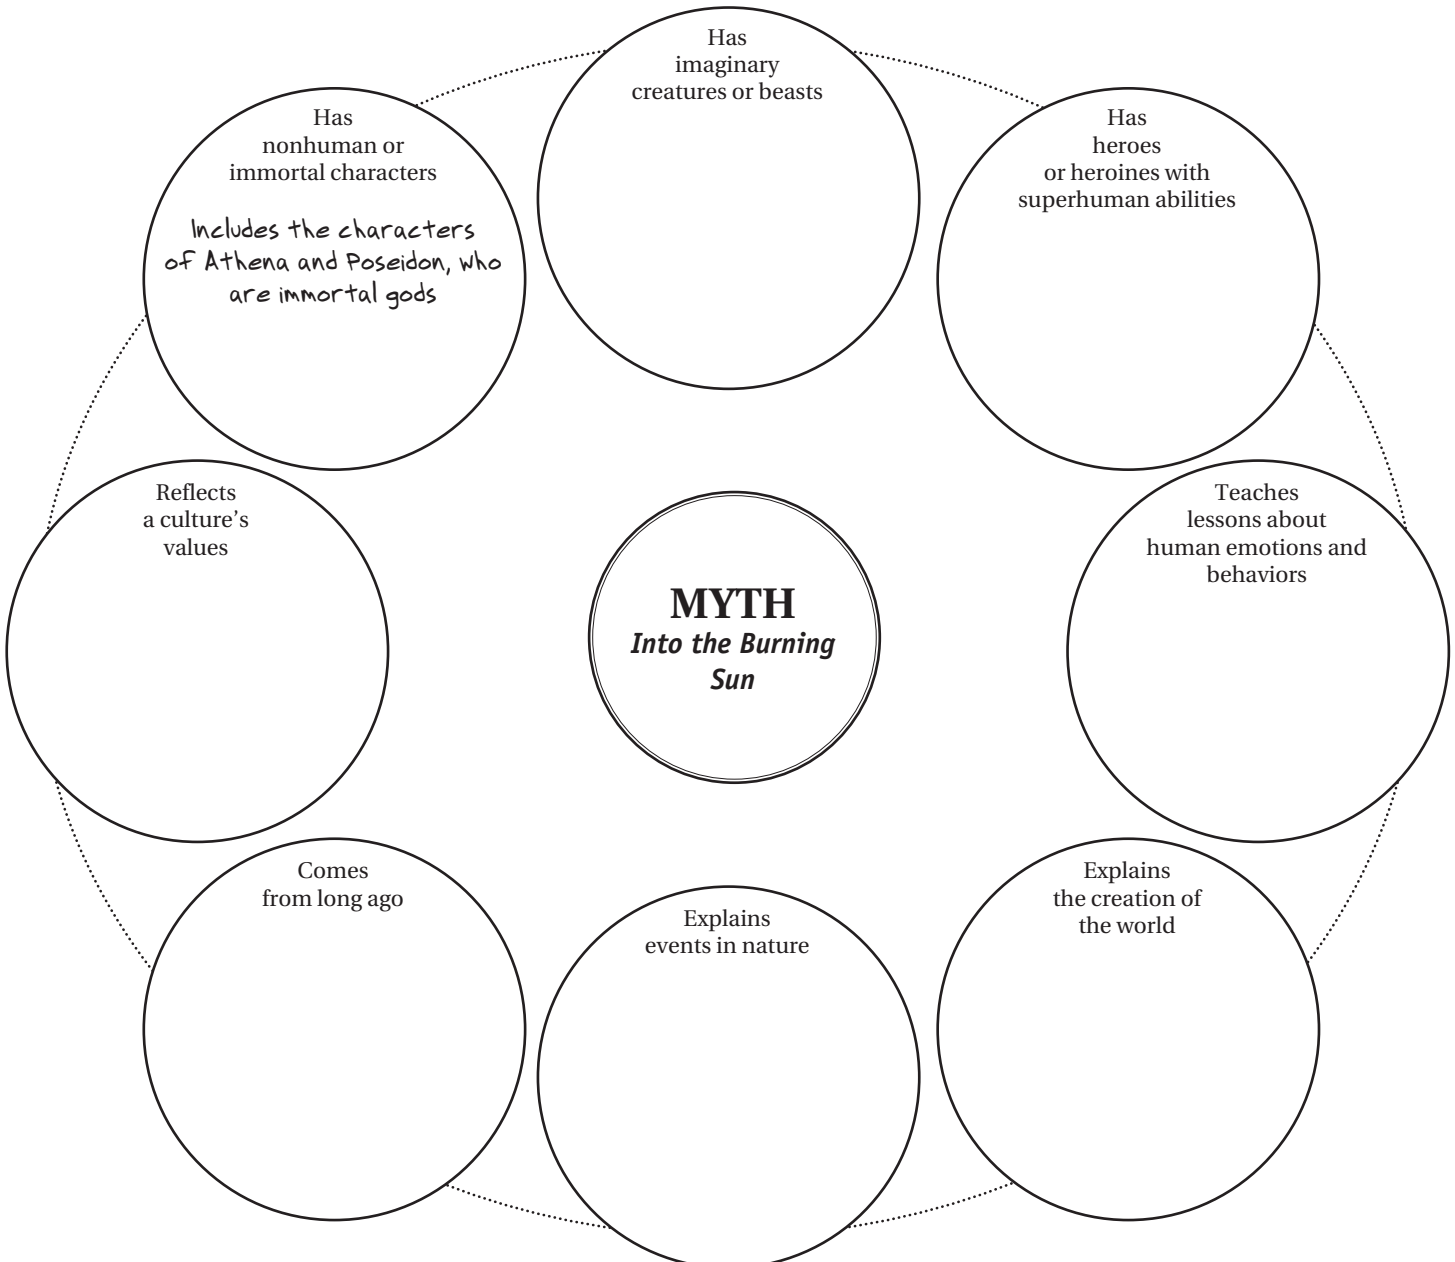 Has
imaginary
creatures or beasts
Has
nonhuman or
immortal characters
Includes the characters
of Athena and Poseidon, who
are immortal gods
Has
heroes
or heroines with
superhuman abilities
Reflects
a culture’s
values
MYTH
Into the Burning
Sun
Teaches
lessons about
human emotions and
behaviors
Comes
from long ago
Explains
events in nature
Explains
the creation of
the world